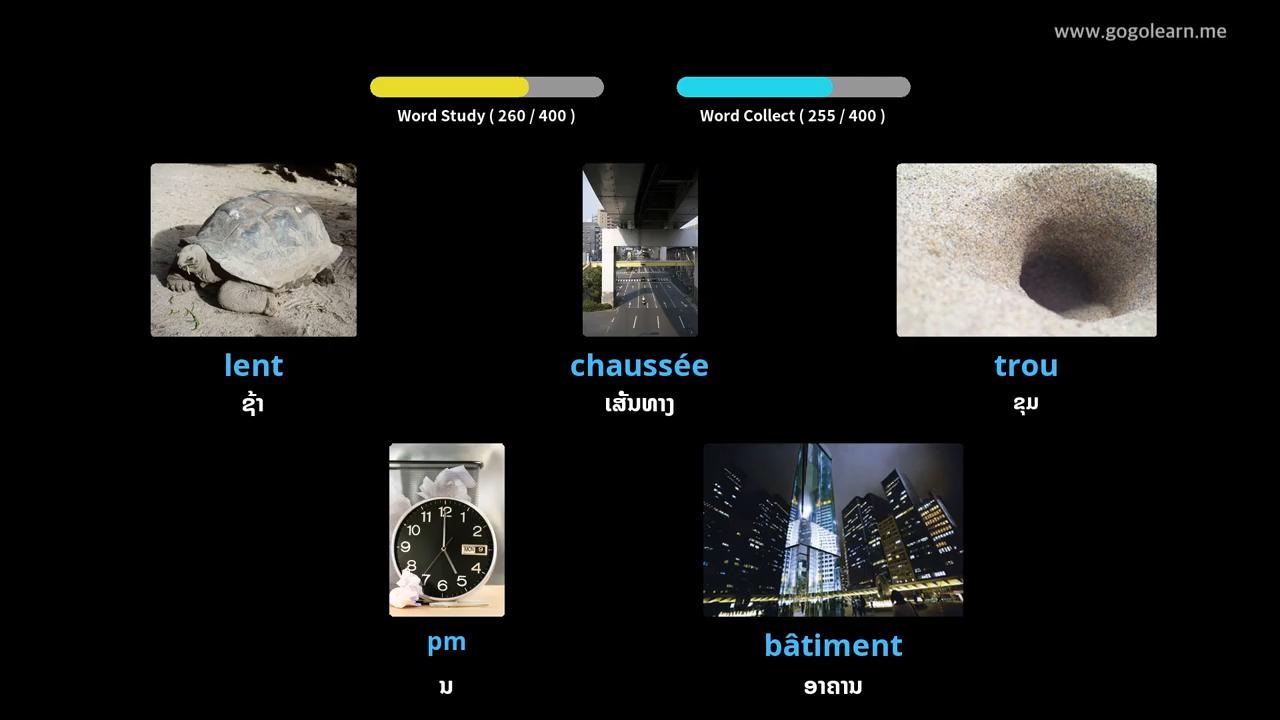 www.gogolearn.me
Word Study ( 260 / 400 )
Word Collect ( 255 / 400 )
lent
chaussée
trou
ຊ້າ
ເສັ້ນທາງ
ຂຸມ
pm
bâtiment
ນ
ອາຄານ